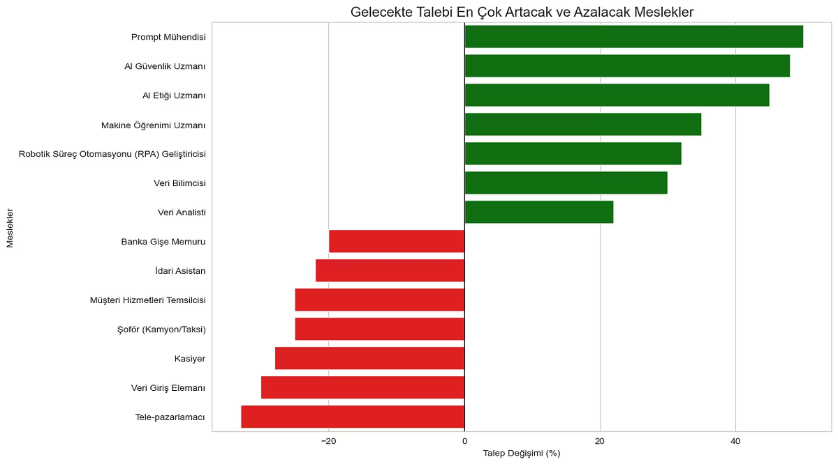 Gelecekte Talebi En Çok Artacak ve Azalacak Meslekler
Meslekler
Prompt Mühendisi
AI Güvenlik Uzmanı
AI Etiği Uzmanı
Makine Öğrenimi Uzmanı
Robotik Süreç Otomasyonu (RPA) Geliştiricisi
Veri Bilimcisi
Veri Analisti
Banka Gişe Memuru
İdari Asistan
Müşteri Hizmetleri Temsilcisi
Şoför (Kamyon/Taksi)
Kasiyer
Veri Giriş Elemanı
Tele-pazarlamacı
−20 0 20 40
Talep Değişimi (%)